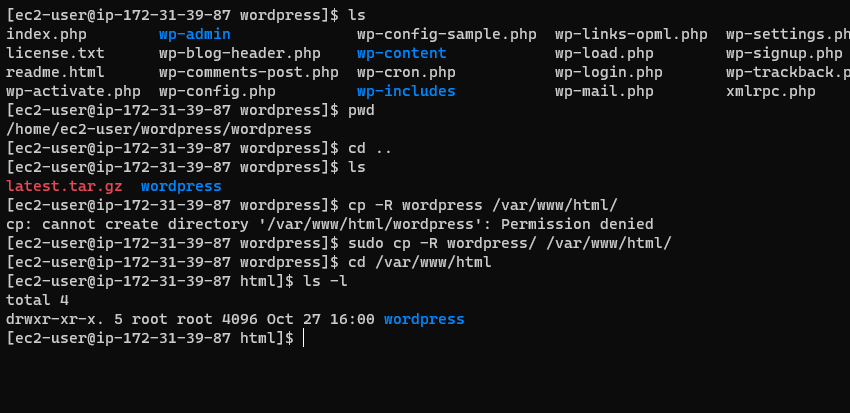 [ec2-user@ip-172-31-39-87 wordpress]$ ls
index.php        wp-admin              wp-config-sample.php  wp-links-opml.php  wp-settings.ph
license.txt      wp-blog-header.php    wp-content            wp-load.php        wp-signup.php
readme.html      wp-comments-post.php  wp-cron.php           wp-login.php       wp-trackback.p
wp-activate.php  wp-config.php         wp-includes           wp-mail.php        xmlrpc.php
[ec2-user@ip-172-31-39-87 wordpress]$ pwd
/home/ec2-user/wordpress/wordpress
[ec2-user@ip-172-31-39-87 wordpress]$ cd ..
[ec2-user@ip-172-31-39-87 wordpress]$ ls
latest.tar.gz  wordpress
[ec2-user@ip-172-31-39-87 wordpress]$ cp -R wordpress /var/www/html/
cp: cannot create directory '/var/www/html/wordpress': Permission denied
[ec2-user@ip-172-31-39-87 wordpress]$ sudo cp -R wordpress/ /var/www/html/
[ec2-user@ip-172-31-39-87 wordpress]$ cd /var/www/html
[ec2-user@ip-172-31-39-87 html]$ ls -l
total 4
drwxr-xr-x. 5 root root 4096 Oct 27 16:00 wordpress
[ec2-user@ip-172-31-39-87 html]$